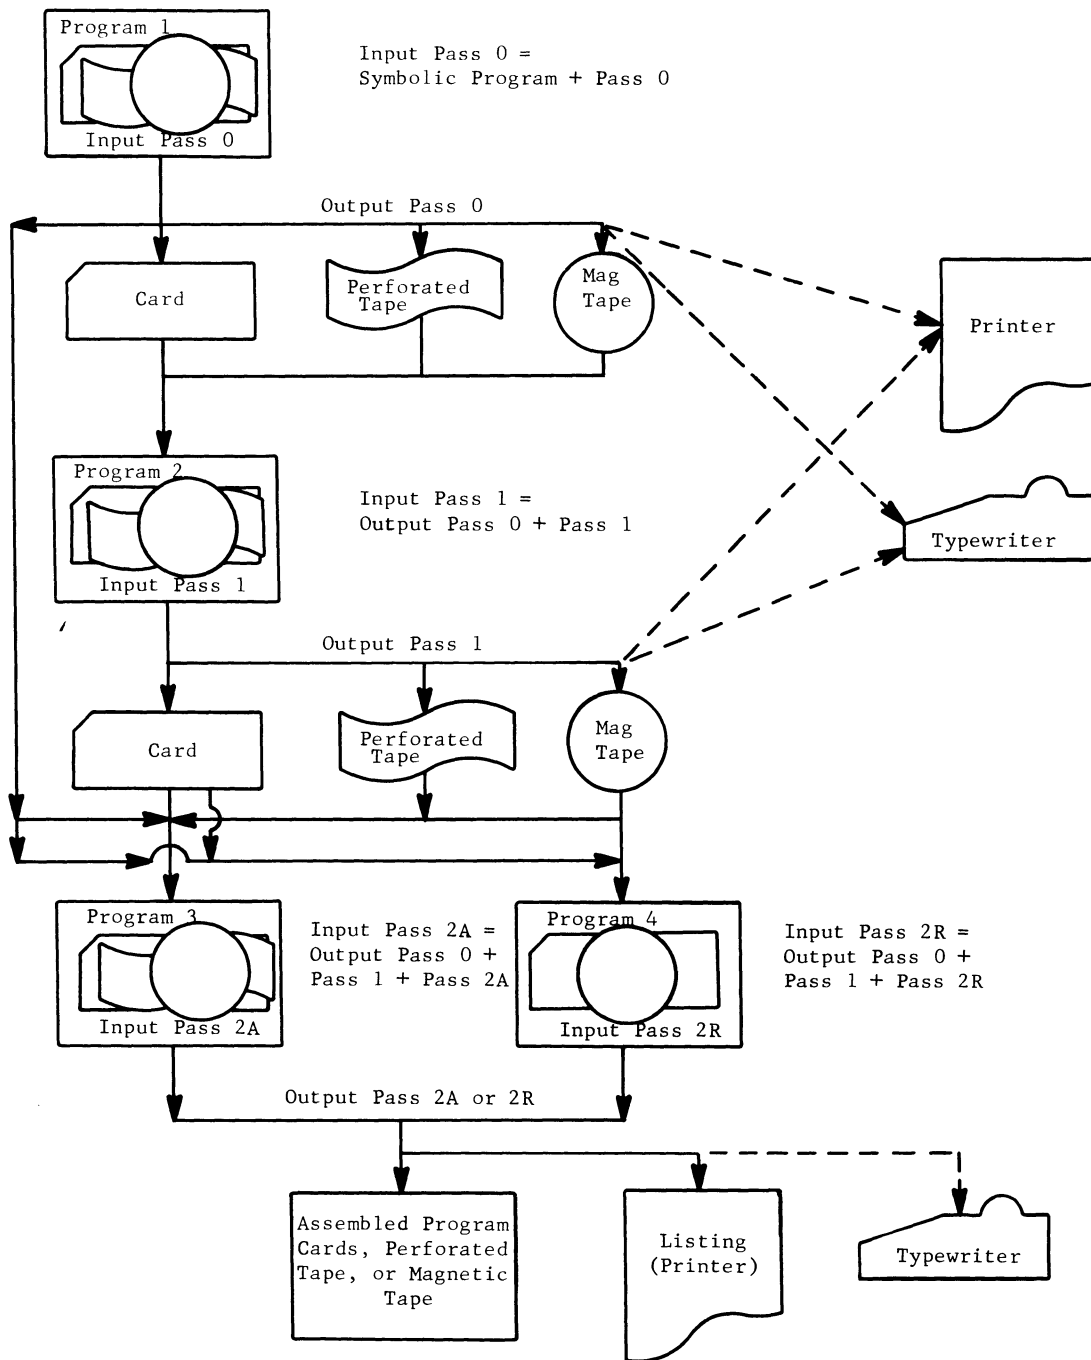 Program 1
Input Pass 0
Input Pass 0 =
Symbolic Program + Pass 0
Output Pass 0
Card
Perforated
Tape
Mag
Tape
Printer
Program 2
Input Pass 1
Input Pass 1 =
Output Pass 0 + Pass 1
Typewriter
Output Pass 1
Card
Perforated
Tape
Mag
Tape
Program 3
Input Pass 2A
Input Pass 2A =
Output Pass 0 +
Pass 1 + Pass 2A
Program 4
Input Pass 2R
Input Pass 2R =
Output Pass 0 +
Pass 1 + Pass 2R
Output Pass 2A or 2R
Assembled Program
Cards, Perforated
Tape, or Magnetic
Tape
Listing
(Printer)
Typewriter